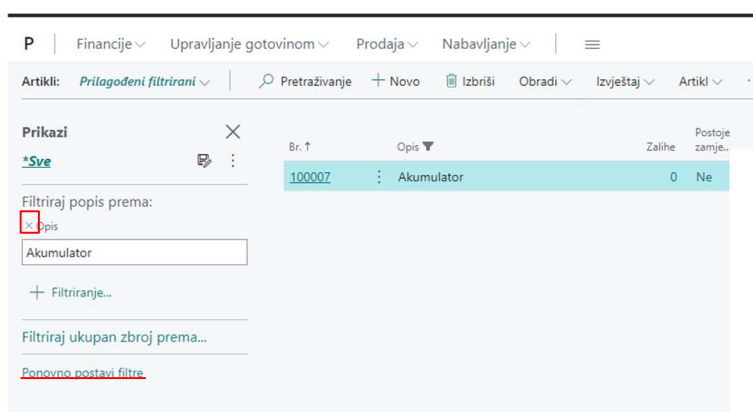 P Financije Upravljanje gotovinom Prodaja Nabavljanje
Artikli: Prilagođeni filtrirani Pretraživanje Novo Izbriši Obradi Izvještaj Artikl
Prikazi
*Sve
Br. ↑ Opis Zalihe Postoje zamje..
100007 Akumulator 0 Ne
Filtriraj popis prema:
× Opis
Akumulator
+ Filtriranje...
Filtriraj ukupan zbroj prema...
Ponovno postavi filtre